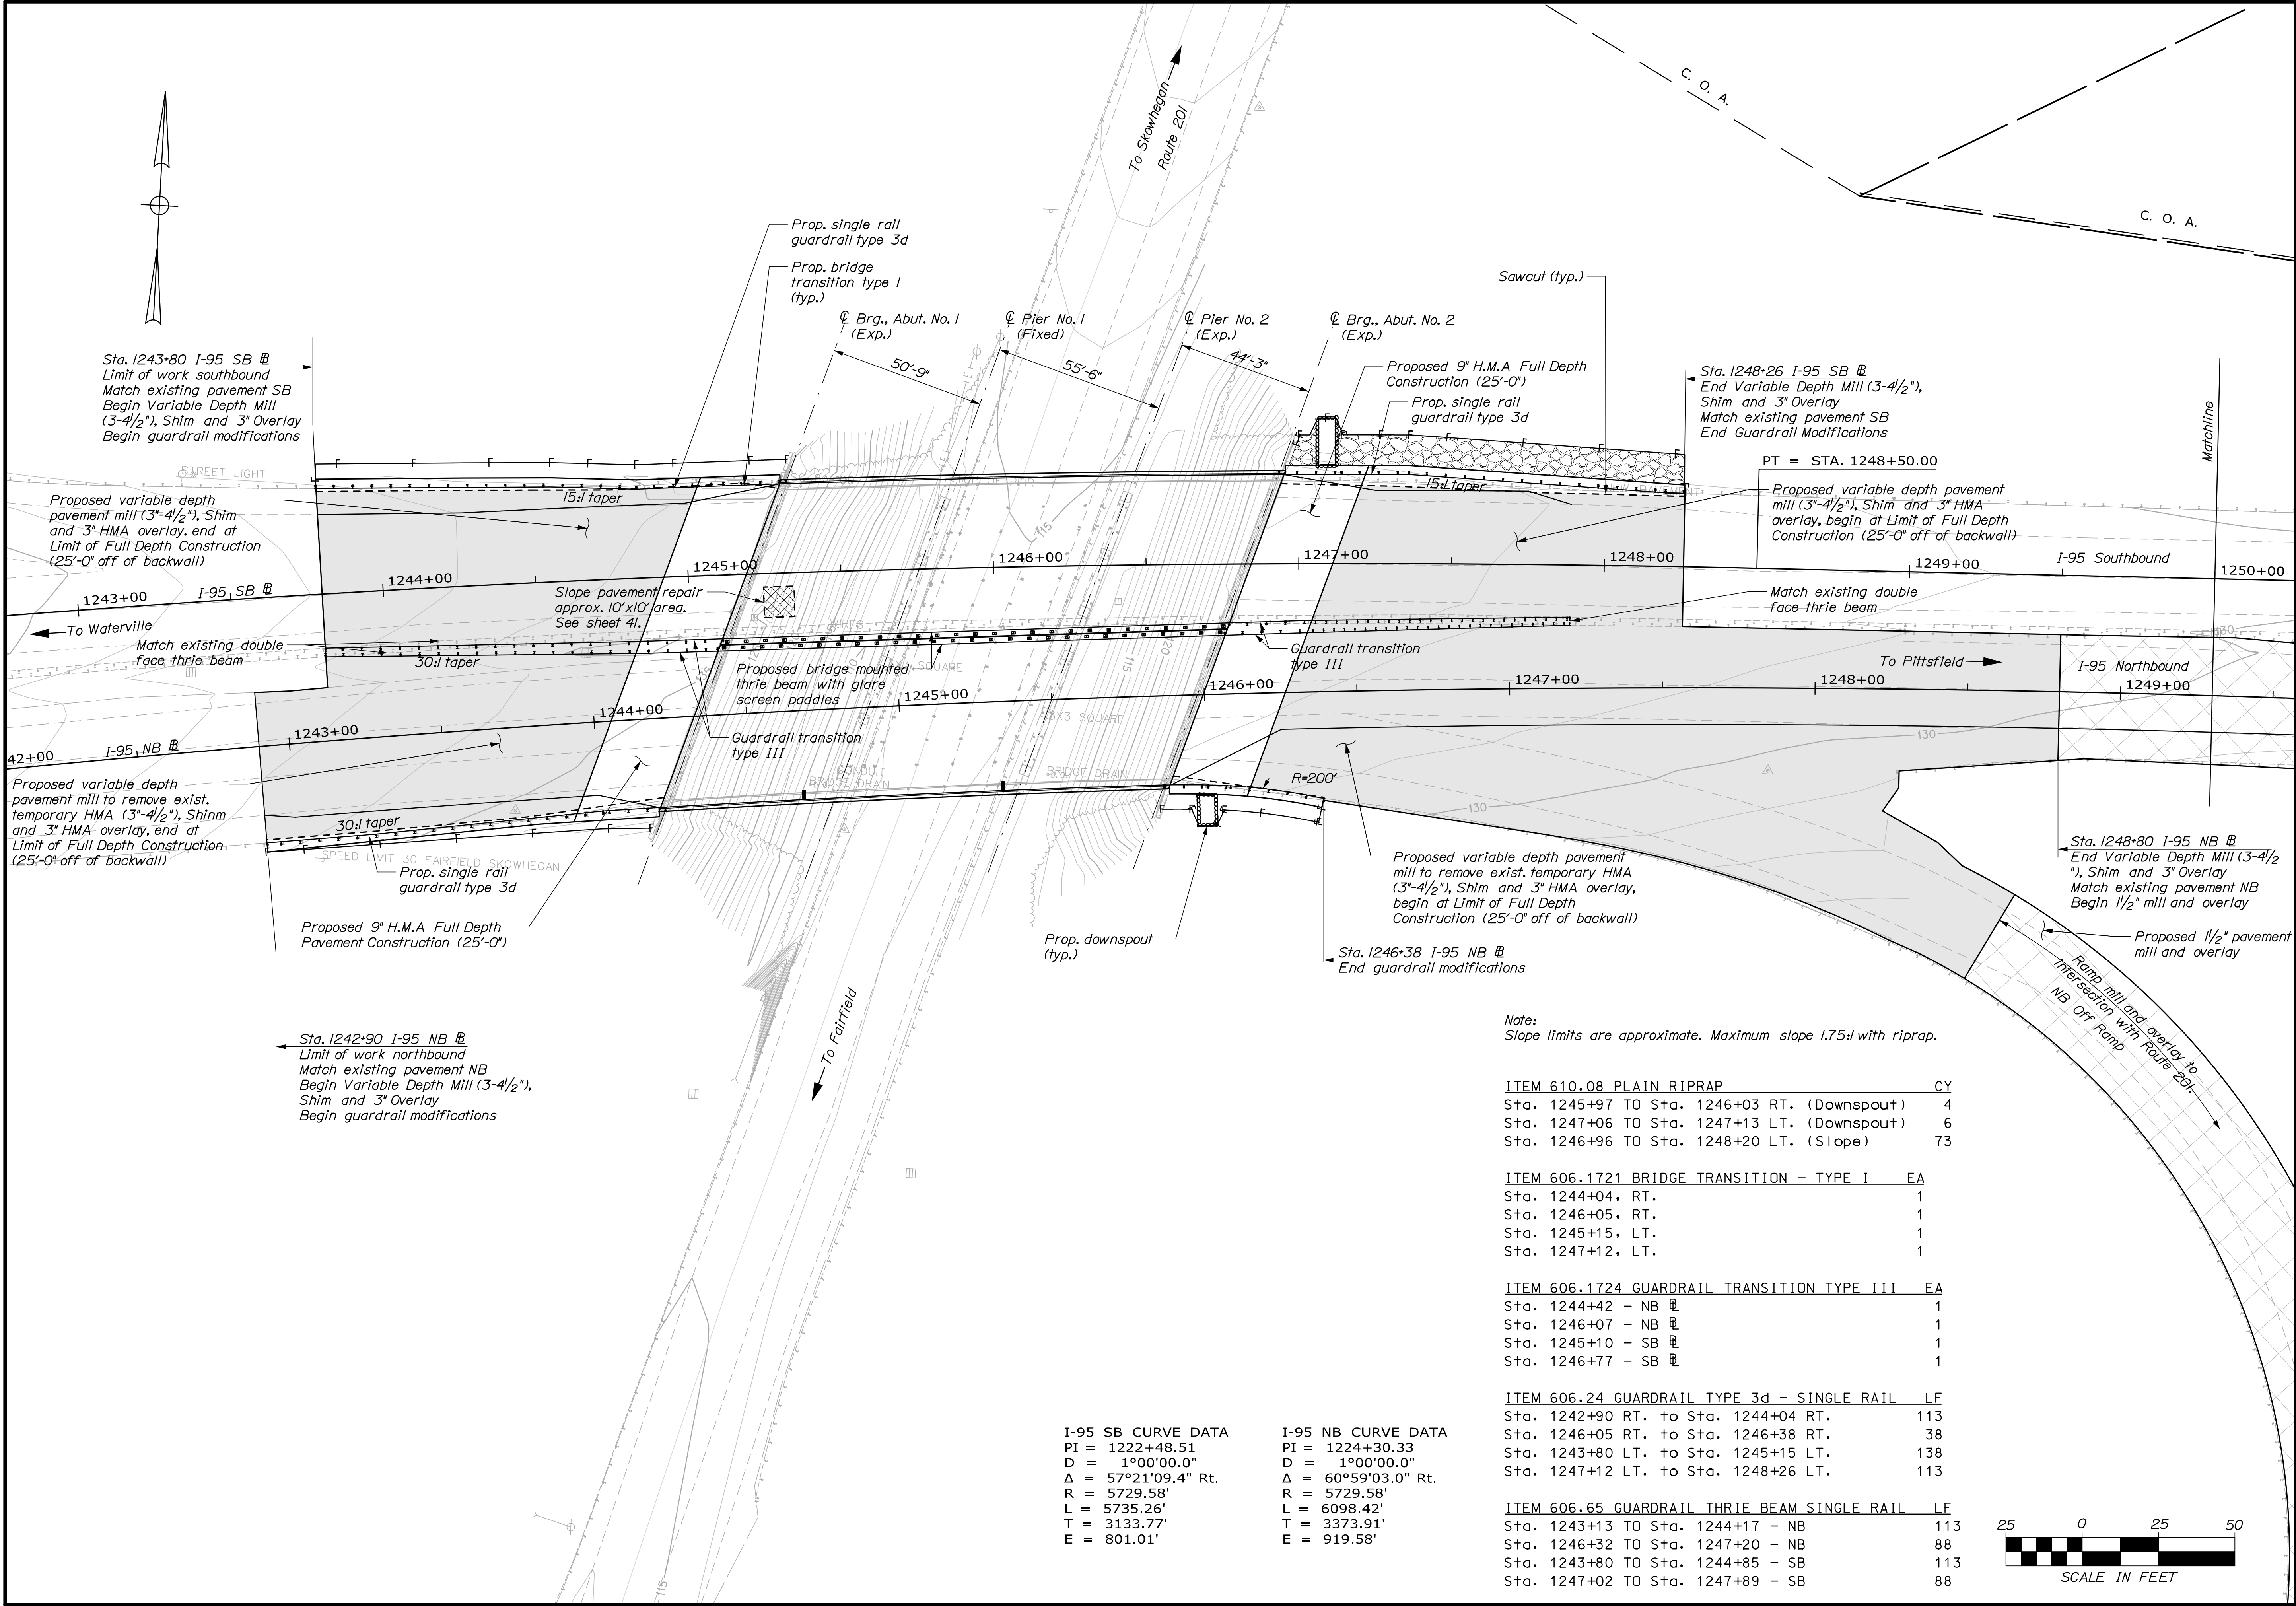 To Skowhegan
Route 201
C. O. A.
C. O. A.
Prop. single rail
guardrail type 3d
Prop. bridge
transition type I
(typ.)
℄ Brg., Abut. No. 1
(Exp.)
℄ Pier No. 1
(Fixed)
℄ Pier No. 2
(Exp.)
℄ Brg., Abut. No. 2
(Exp.)
50'-9"
55'-6"
44'-3"
Sawcut (typ.)
Proposed 9" H.M.A Full Depth
Construction (25'-0")
Prop. single rail
guardrail type 3d
Sta. 1243+80 I-95 SB BL
Limit of work southbound
Match existing pavement SB
Begin Variable Depth Mill
(3-4½"), Shim and 3" Overlay
Begin guardrail modifications
Sta. 1248+26 I-95 SB BL
End Variable Depth Mill (3-4½"),
Shim and 3" Overlay
Match existing pavement SB
End Guardrail Modifications
Matchline
PT = STA. 1248+50.00
STREET LIGHT
Proposed variable depth
pavement mill (3"-4½"), Shim
and 3" HMA overlay. end at
Limit of Full Depth Construction
(25'-0" off of backwall)
15:1 taper
15:1 taper
Proposed variable depth pavement
mill (3"-4½"), Shim and 3" HMA
overlay, begin at Limit of Full Depth
Construction (25'-0" off of backwall)
115
1243+00
I-95 SB BL
1244+00
1245+00
1246+00
1247+00
1248+00
1249+00
I-95 Southbound
1250+00
To Waterville
Slope pavement repair
approx. 10'x10' area.
See sheet 41.
Match existing double
face thrie beam
Match existing double
face thrie beam
30:1 taper
Proposed bridge mounted
thrie beam with glare
screen paddles
SQUARE
115
120
Guardrail transition
type III
To Pittsfield
I-95 Northbound
130
42+00
I-95 NB BL
1243+00
1244+00
1245+00
1246+00
1247+00
1248+00
1249+00
3X3 SQUARE
Guardrail transition
type III
130
CONDUIT
BRIDGE DRAIN
BRIDGE DRAIN
R=200'
130
Proposed variable depth
pavement mill to remove exist.
temporary HMA (3"-4½"), Shinm
and 3" HMA overlay, end at
Limit of Full Depth Construction
(25'-0" off of backwall)
30:1 taper
SPEED LIMIT 30 FAIRFIELD SKOWHEGAN
Prop. single rail
guardrail type 3d
Proposed 9" H.M.A Full Depth
Pavement Construction (25'-0")
Proposed variable depth pavement
mill to remove exist. temporary HMA
(3"-4½"), Shim and 3" HMA overlay,
begin at Limit of Full Depth
Construction (25'-0" off of backwall)
Sta. 1248+80 I-95 NB BL
End Variable Depth Mill (3-4½
"), Shim and 3" Overlay
Match existing pavement NB
Begin 1½" mill and overlay
Proposed 1½" pavement
mill and overlay
Prop. downspout
(typ.)
Sta. 1246+38 I-95 NB BL
End guardrail modifications
Ramp mill and overlay to
intersection with Route 201.
NB Off Ramp
To Fairfield
Sta. 1242+90 I-95 NB BL
Limit of work northbound
Match existing pavement NB
Begin Variable Depth Mill (3-4½"),
Shim and 3" Overlay
Begin guardrail modifications
Note:
Slope limits are approximate. Maximum slope 1.75:1 with riprap.
ITEM 610.08 PLAIN RIPRAP CY
Sta. 1245+97 TO Sta. 1246+03 RT. (Downspout) 4
Sta. 1247+06 TO Sta. 1247+13 LT. (Downspout) 6
Sta. 1246+96 TO Sta. 1248+20 LT. (Slope) 73
ITEM 606.1721 BRIDGE TRANSITION - TYPE I EA
Sta. 1244+04, RT. 1
Sta. 1246+05, RT. 1
Sta. 1245+15, LT. 1
Sta. 1247+12, LT. 1
ITEM 606.1724 GUARDRAIL TRANSITION TYPE III EA
Sta. 1244+42 - NB BL 1
Sta. 1246+07 - NB BL 1
Sta. 1245+10 - SB BL 1
Sta. 1246+77 - SB BL 1
ITEM 606.24 GUARDRAIL TYPE 3d - SINGLE RAIL LF
Sta. 1242+90 RT. to Sta. 1244+04 RT. 113
Sta. 1246+05 RT. to Sta. 1246+38 RT. 38
Sta. 1243+80 LT. to Sta. 1245+15 LT. 138
Sta. 1247+12 LT. to Sta. 1248+26 LT. 113
ITEM 606.65 GUARDRAIL THRIE BEAM SINGLE RAIL LF
Sta. 1243+13 TO Sta. 1244+17 - NB 113
Sta. 1246+32 TO Sta. 1247+20 - NB 88
Sta. 1243+80 TO Sta. 1244+85 - SB 113
Sta. 1247+02 TO Sta. 1247+89 - SB 88
I-95 SB CURVE DATA
PI = 1222+48.51
D = 1°00'00.0"
Δ = 57°21'09.4" Rt.
R = 5729.58'
L = 5735.26'
T = 3133.77'
E = 801.01'
I-95 NB CURVE DATA
PI = 1224+30.33
D = 1°00'00.0"
Δ = 60°59'03.0" Rt.
R = 5729.58'
L = 6098.42'
T = 3373.91'
E = 919.58'
115
25 0 25 50
SCALE IN FEET